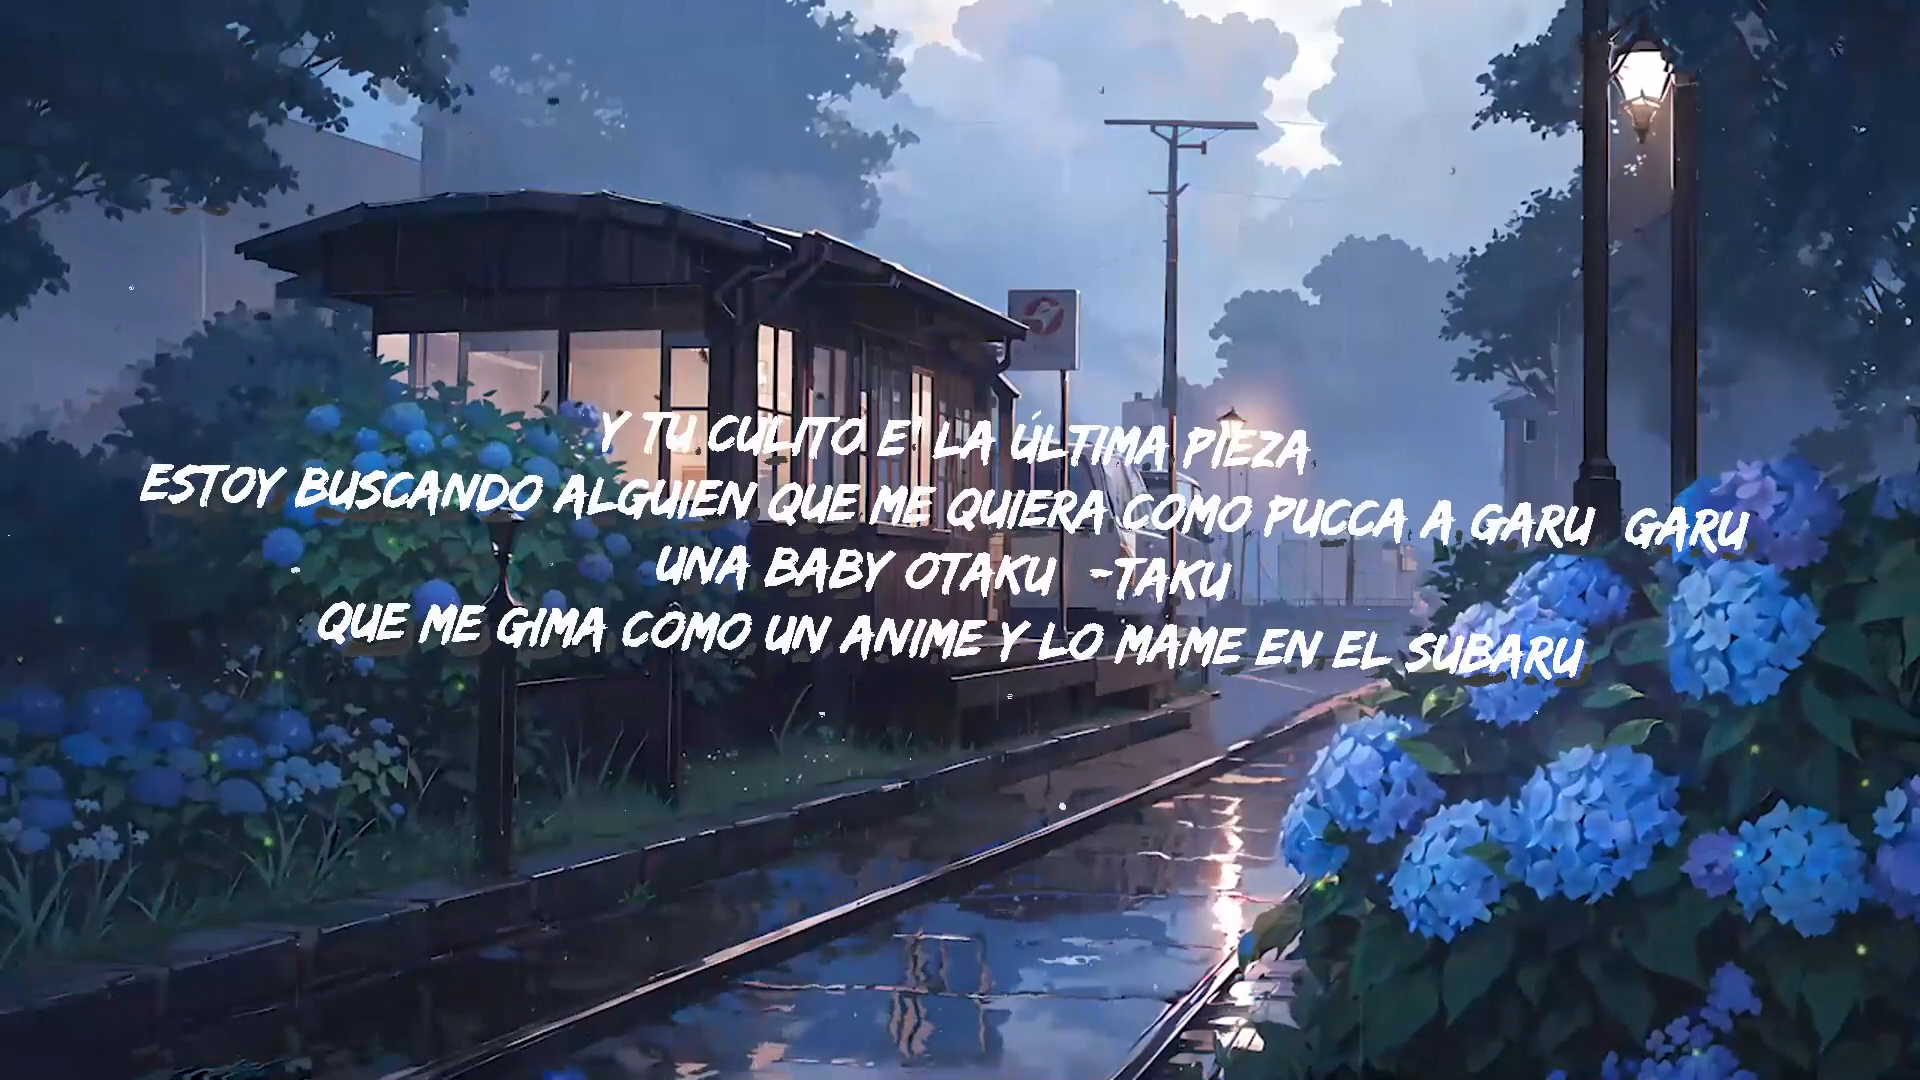 Y TU CULITO E' LA ÚLTIMA PIEZA
ESTOY BUSCANDO ALGUIEN QUE ME QUIERA COMO PUCCA A GARU  GARU
UNA BABY OTAKU  -TAKU
QUE ME GIMA COMO UN ANIME Y LO MAME EN EL SUBARU